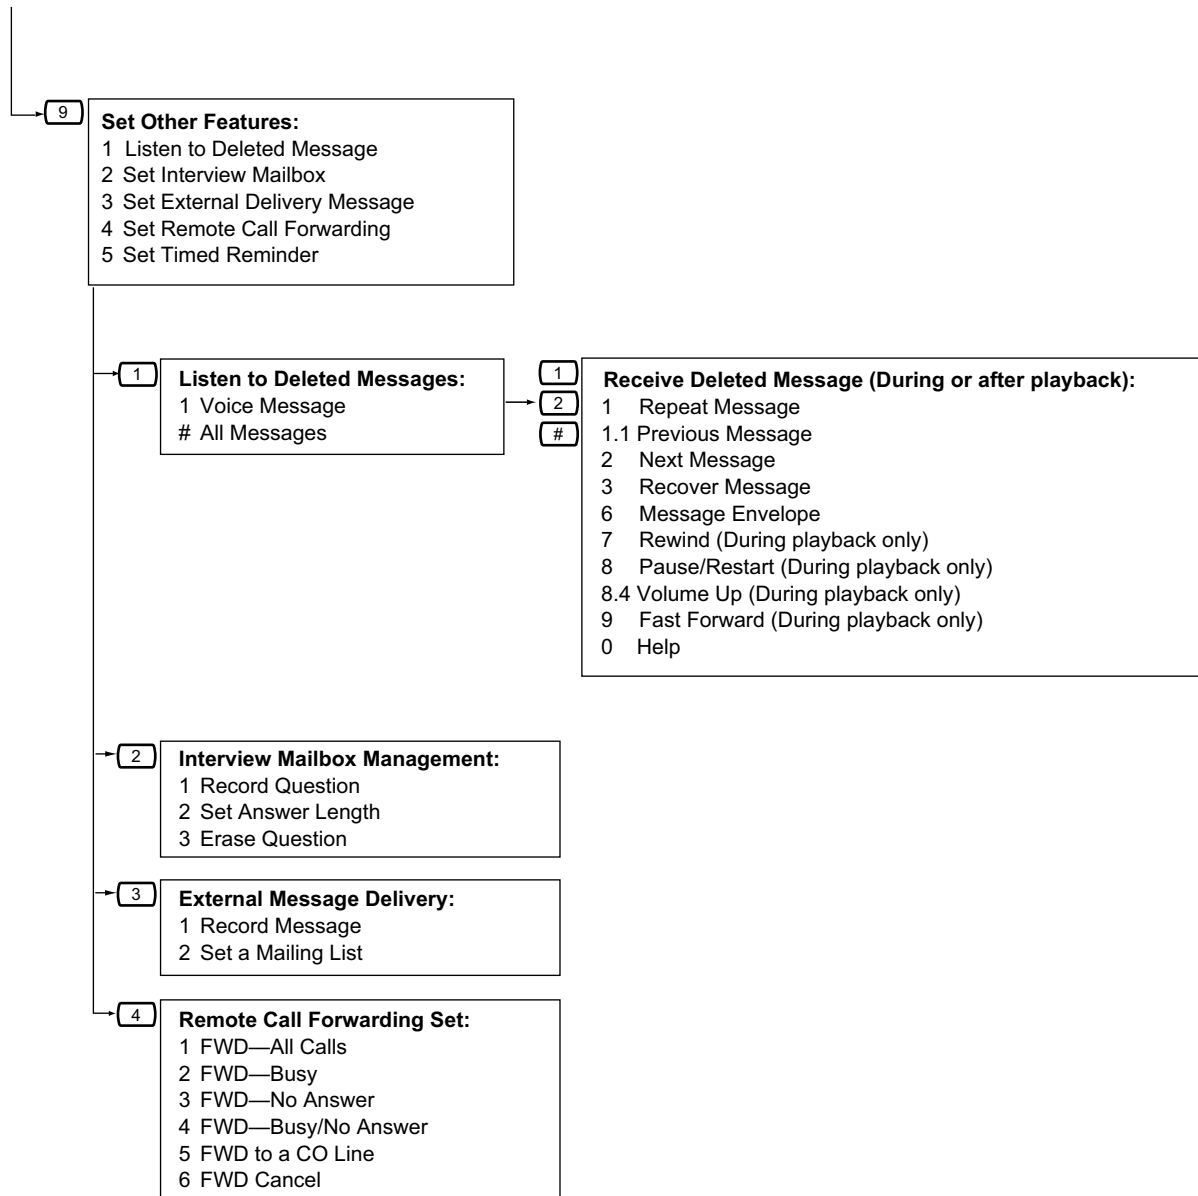 9
Set Other Features:
1 Listen to Deleted Message
2 Set Interview Mailbox
3 Set External Delivery Message
4 Set Remote Call Forwarding
5 Set Timed Reminder
1
Listen to Deleted Messages:
1 Voice Message
# All Messages
1
2
#
Receive Deleted Message (During or after playback):
1 Repeat Message
1.1 Previous Message
2 Next Message
3 Recover Message
6 Message Envelope
7 Rewind (During playback only)
8 Pause/Restart (During playback only)
8.4 Volume Up (During playback only)
9 Fast Forward (During playback only)
0 Help
2
Interview Mailbox Management:
1 Record Question
2 Set Answer Length
3 Erase Question
3
External Message Delivery:
1 Record Message
2 Set a Mailing List
4
Remote Call Forwarding Set:
1 FWD—All Calls
2 FWD—Busy
3 FWD—No Answer
4 FWD—Busy/No Answer
5 FWD to a CO Line
6 FWD Cancel